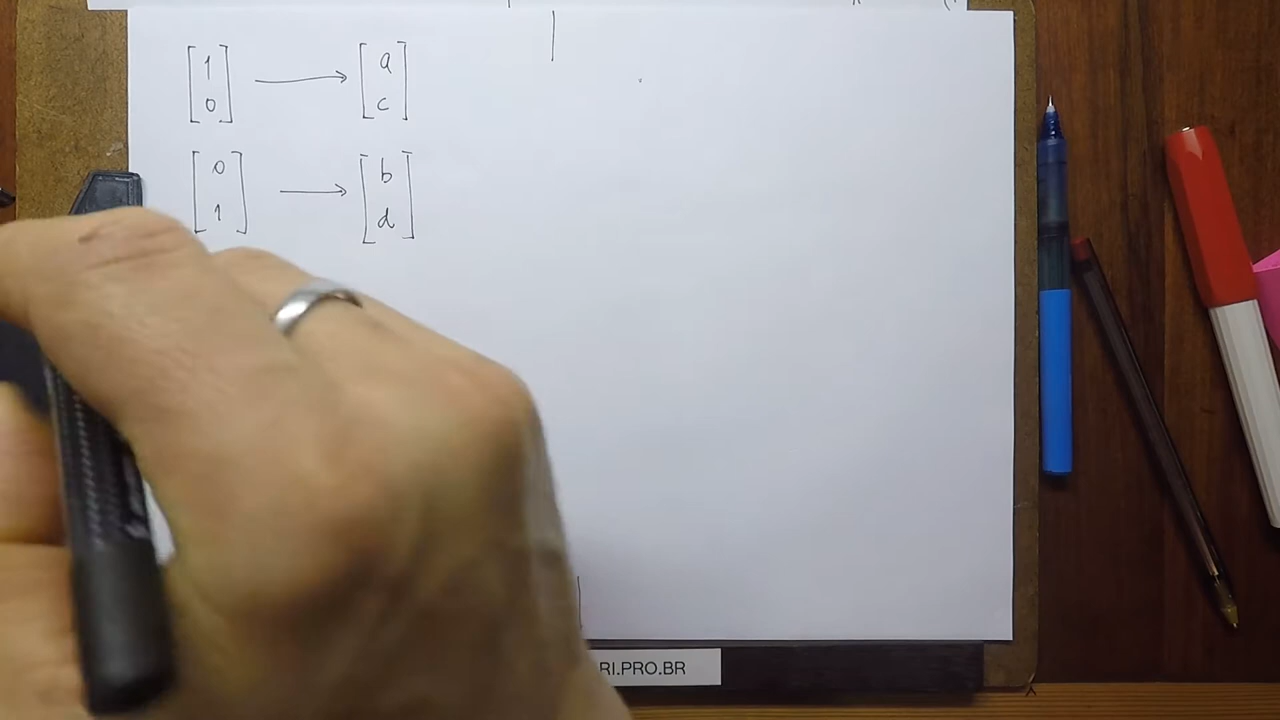 [1 0] → [a c]
[0 1] → [b d]
RI.PRO.BR